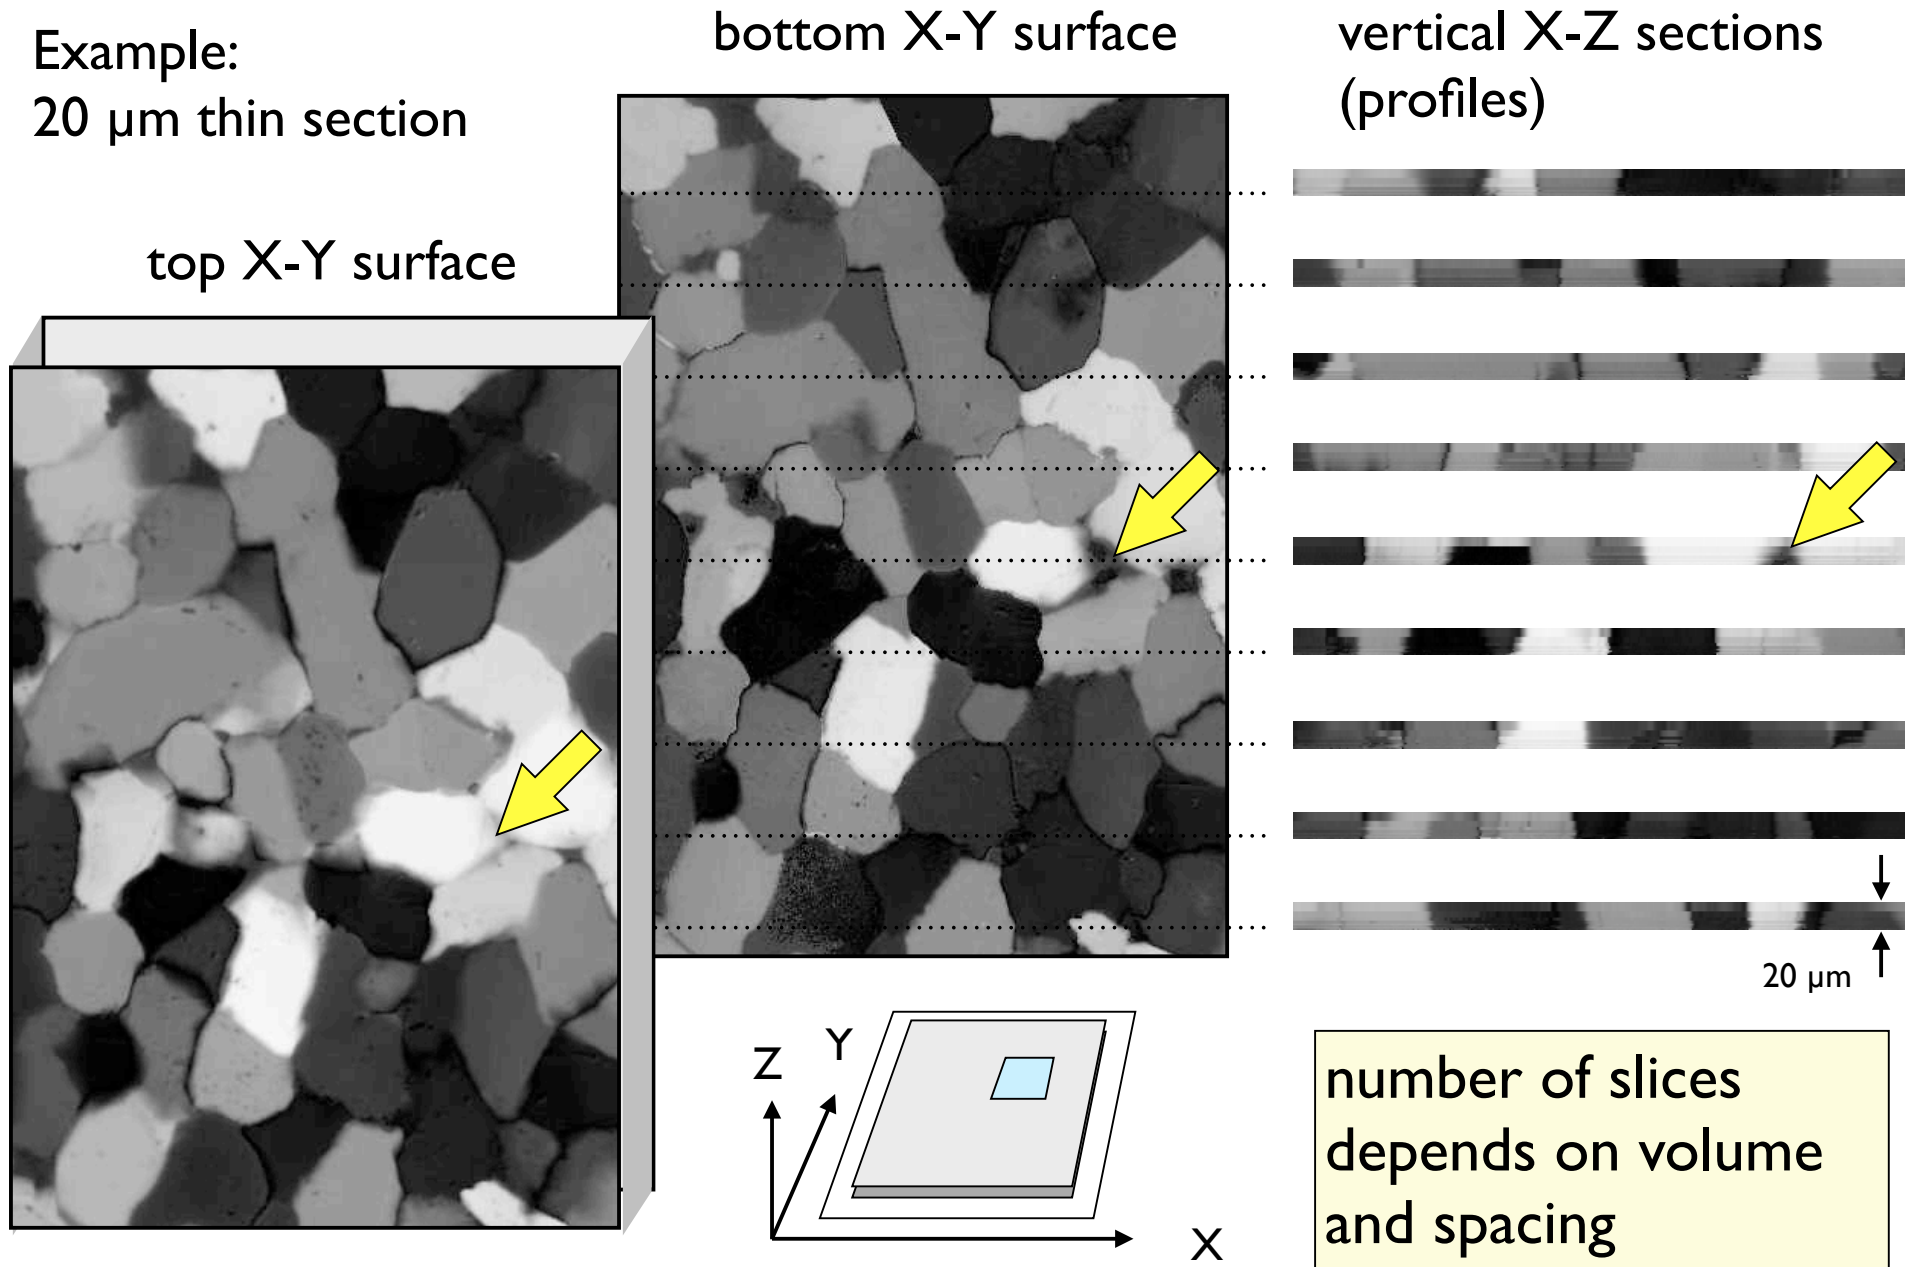 Example:
20 µm thin section
top X-Y surface
bottom X-Y surface
vertical X-Z sections
(profiles)
20 µm
Z
Y
X
number of slices
depends on volume
and spacing